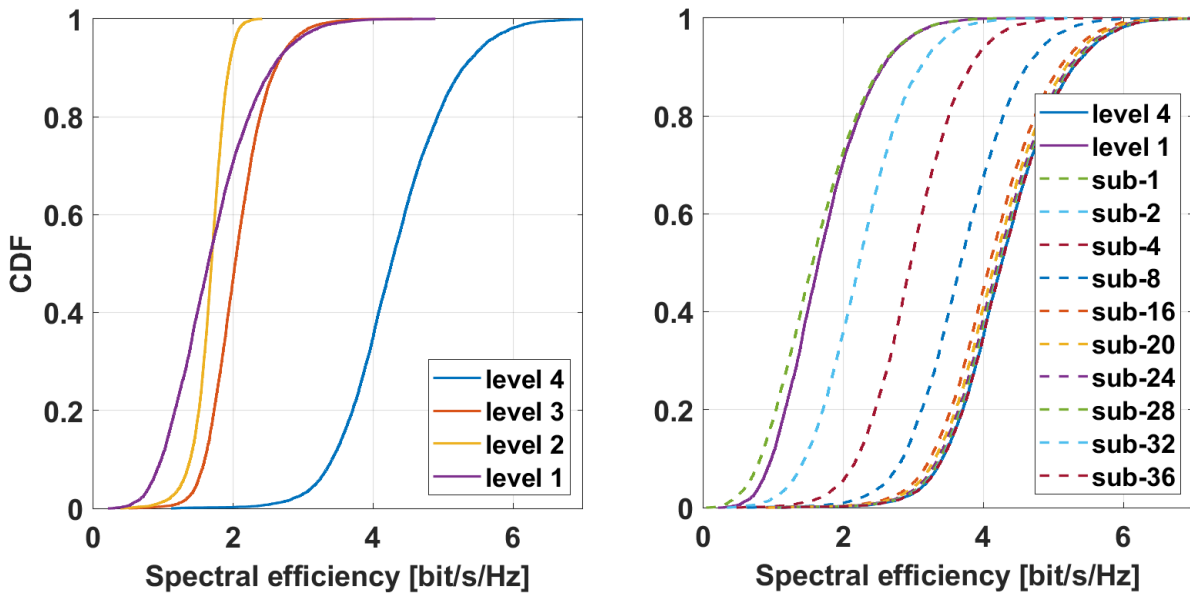 CDF
1
0.8
0.6
0.4
0.2
0
0 2 4 6
Spectral efficiency [bit/s/Hz]
level 4
level 3
level 2
level 1
1
0.8
0.6
0.4
0.2
0
0 2 4 6
Spectral efficiency [bit/s/Hz]
level 4
level 1
sub-1
sub-2
sub-4
sub-8
sub-16
sub-20
sub-24
sub-28
sub-32
sub-36